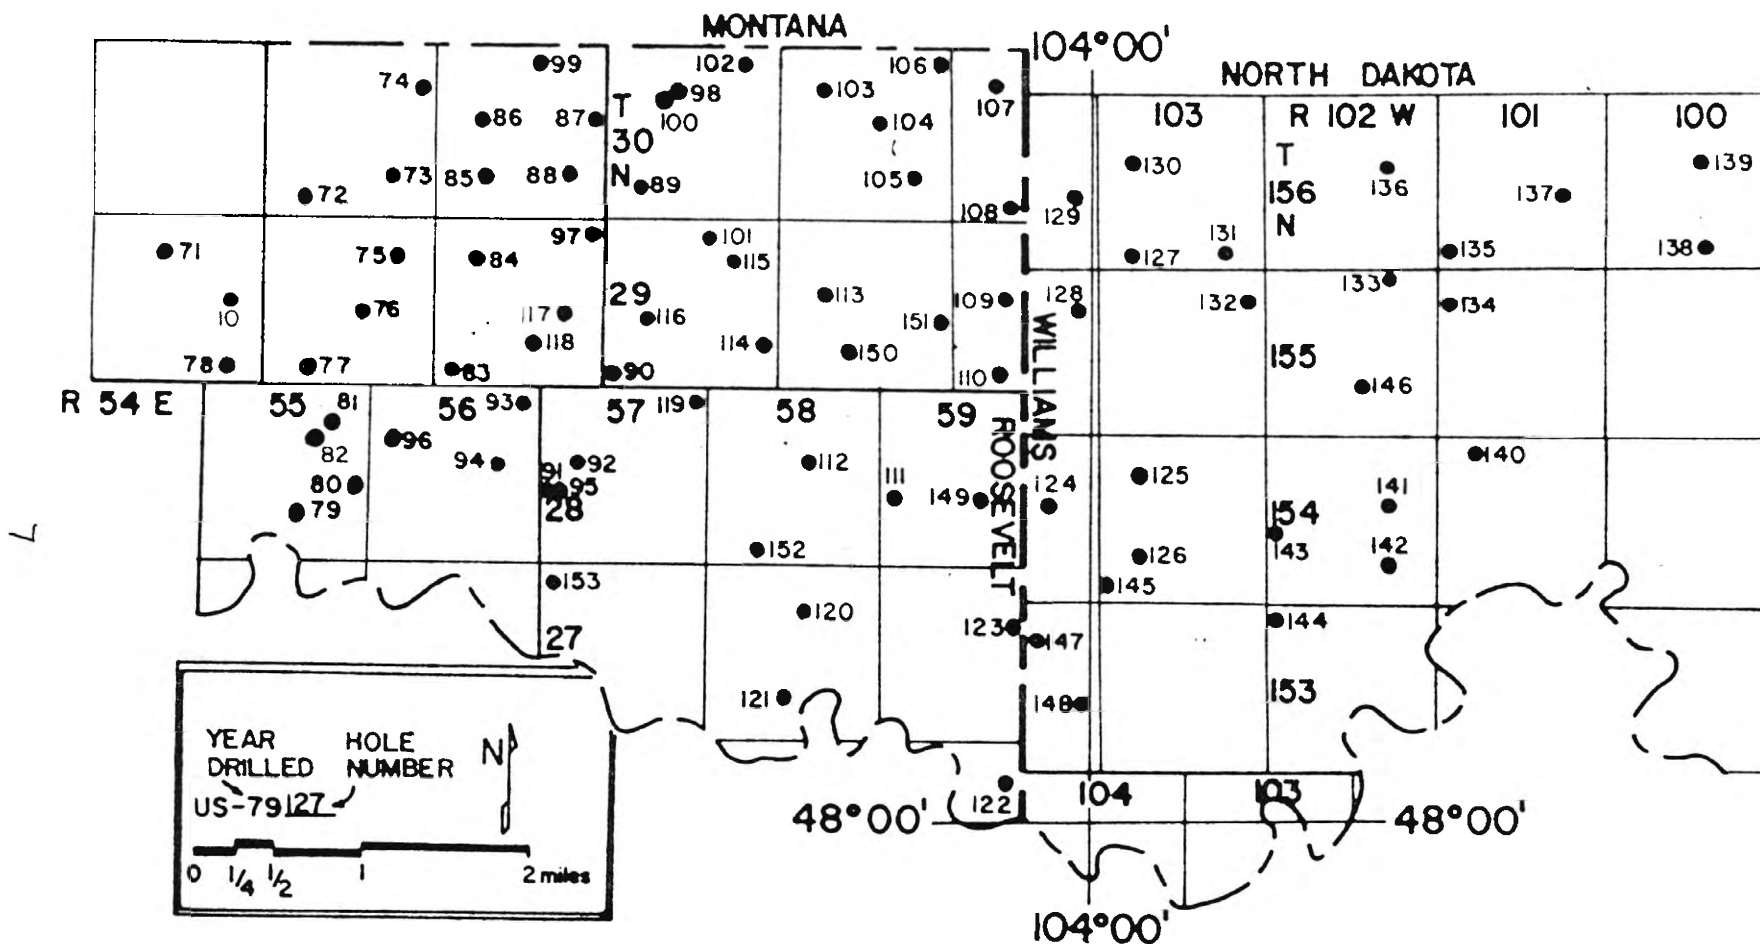 MONTANA
104°00'
NORTH DAKOTA
99 102 106
74 98 103 107
T 103 R 102 W 101 100
86 87 100 104
30
T
130 139
73 85 88 N 89 105 136
156
72 137
108 129 N
97 101 131
71 75 84 115 127 135 138
133
29 113 109 128
10 76 117 116 151 132 134
118 114 150
WILLIAMS
155
78 77 83 90 110
146
R 54 E 55 81 56 93 57 119 58 59
ROOSEVELT
82 96
94 92 112 140
91 111 125
80 95 149 124 141
79 28 154
143 142
152 126
153 145
120 144
123 147
27
121 148 153
YEAR HOLE N
DRILLED NUMBER
US-79127
122 104 103
48°00' 48°00'
0 1/4 1/2 1 2 miles
104°00'
7